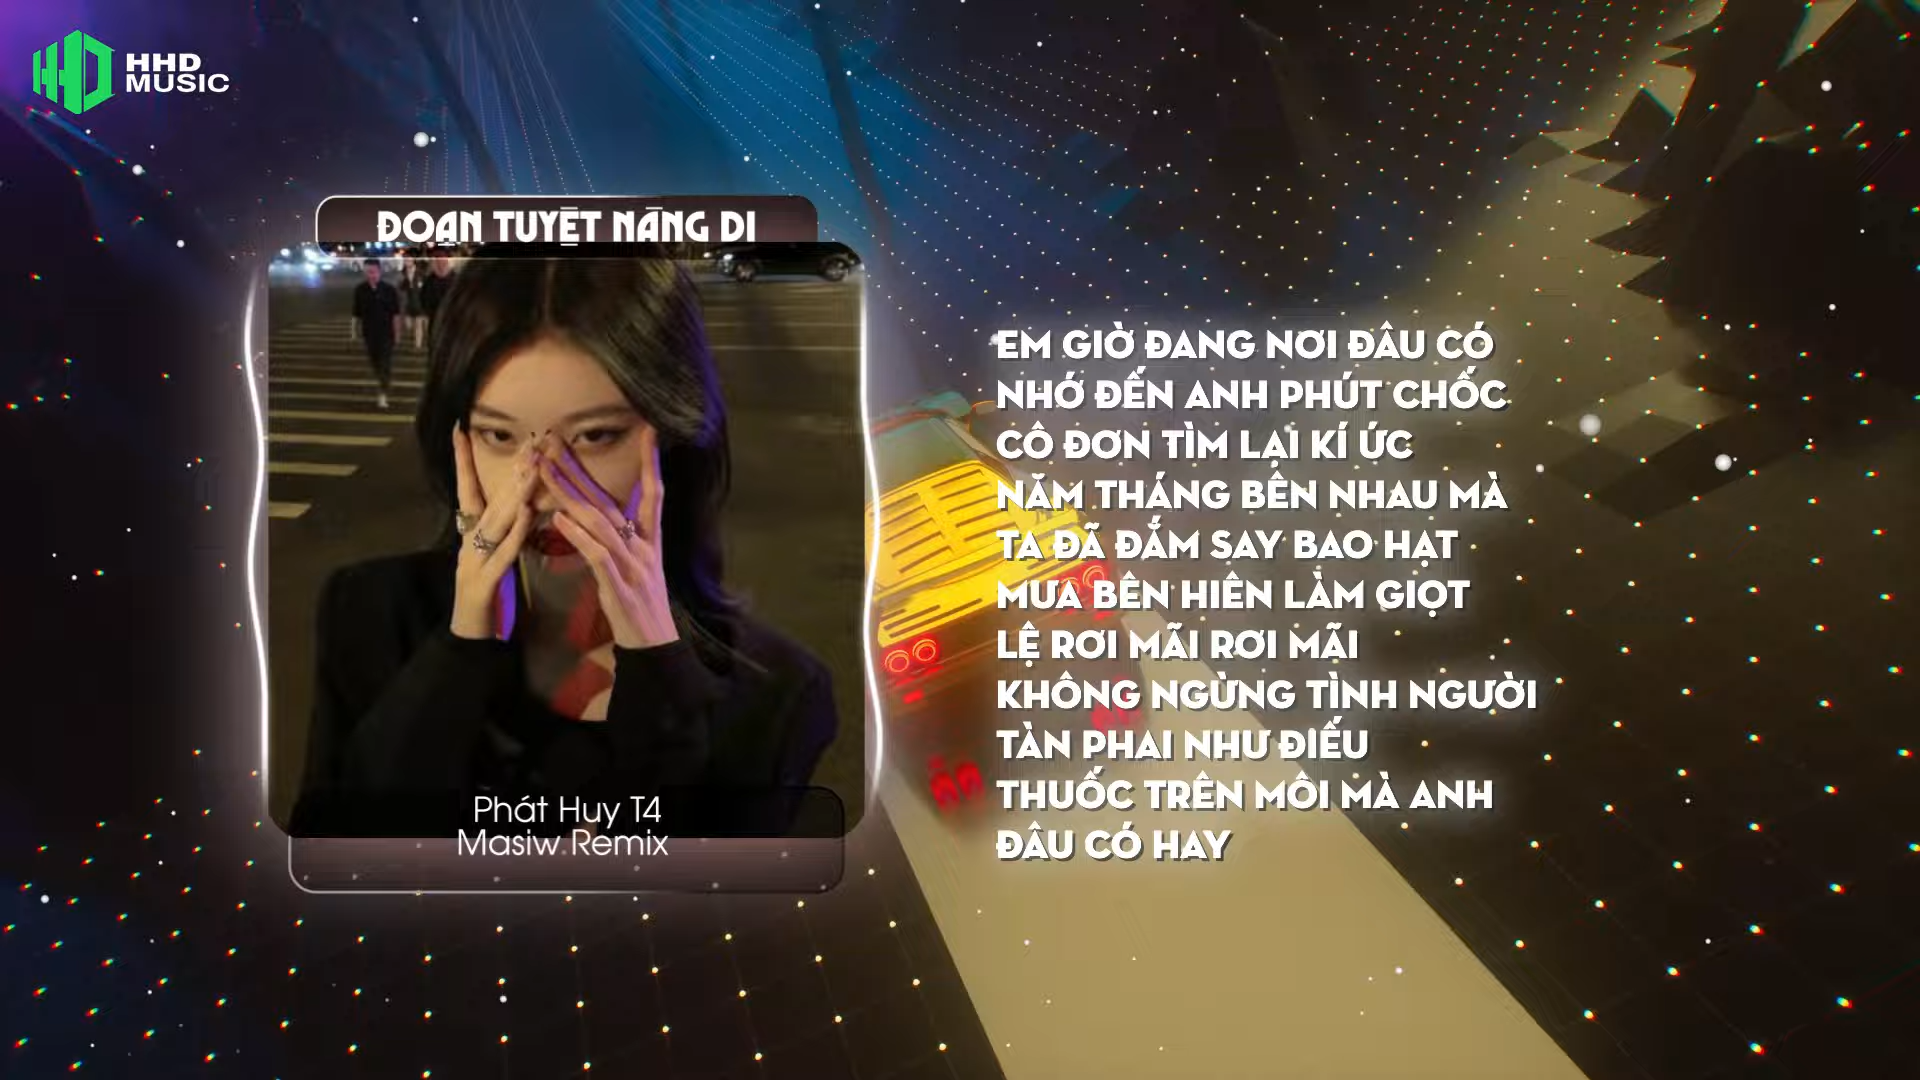 HHD
MUSIC
ĐOẠN TUYỆT NÀNG DI
Phát Huy T4
Masiw Remix
EM GIỜ ĐANG NƠI ĐÂU CÓ
NHỚ ĐẾN ANH PHÚT CHỐC
CÔ ĐƠN TÌM LẠI KÍ ỨC
NĂM THÁNG BÊN NHAU MÀ
TA ĐÃ ĐẮM SAY BAO HẠT
MƯA BÊN HIÊN LÀM GIỌT
LỆ RƠI MÃI RƠI MÃI
KHÔNG NGỪNG TÌNH NGƯỜI
TÀN PHAI NHƯ ĐIẾU
THUỐC TRÊN MÔI MÀ ANH
ĐÂU CÓ HAY